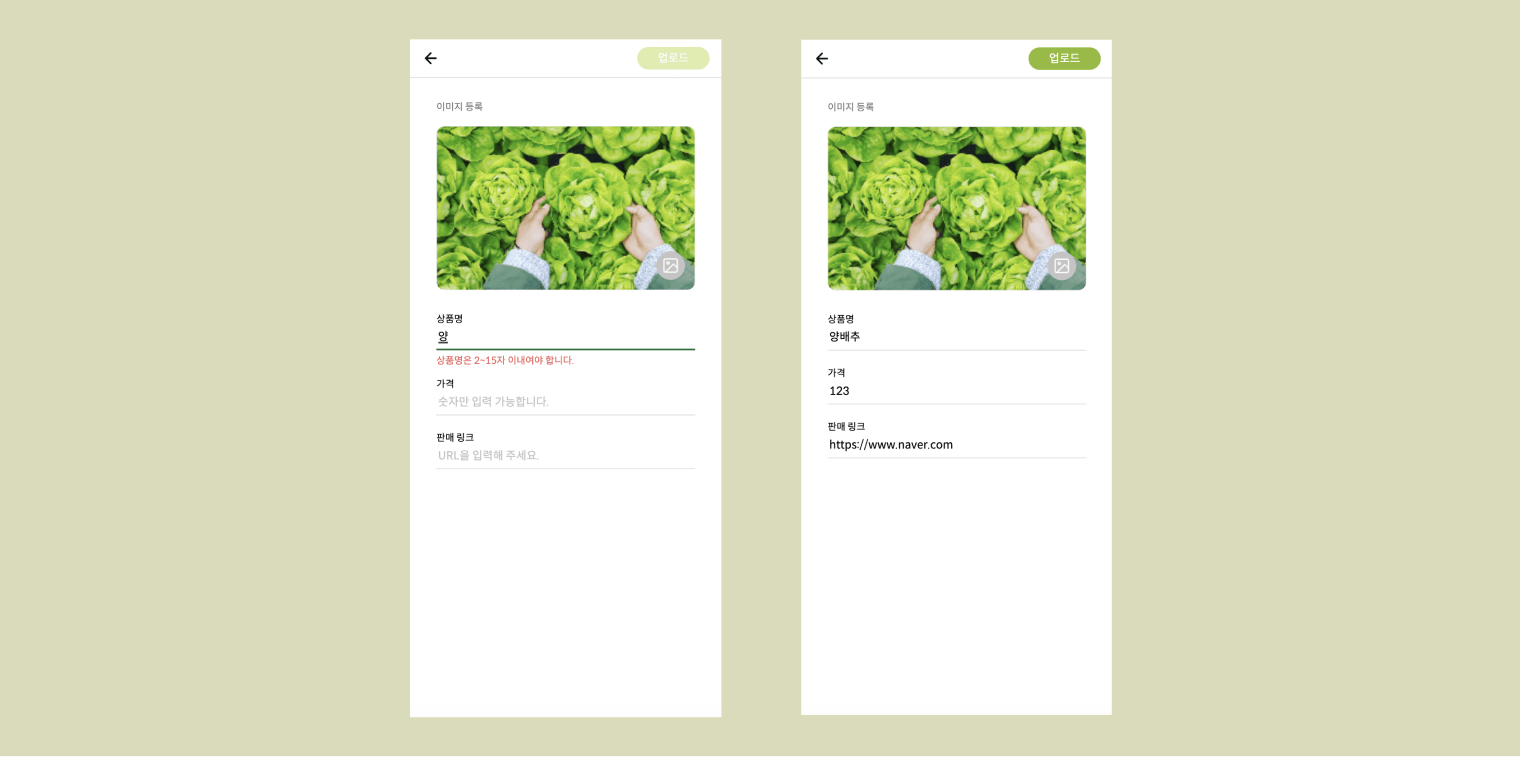 업로드
이미지 등록
상품명
양
상품명은 2~15자 이내여야 합니다.
가격
숫자만 입력 가능합니다.
판매 링크
URL을 입력해 주세요.
업로드
이미지 등록
상품명
양배추
가격
123
판매 링크
https://www.naver.com